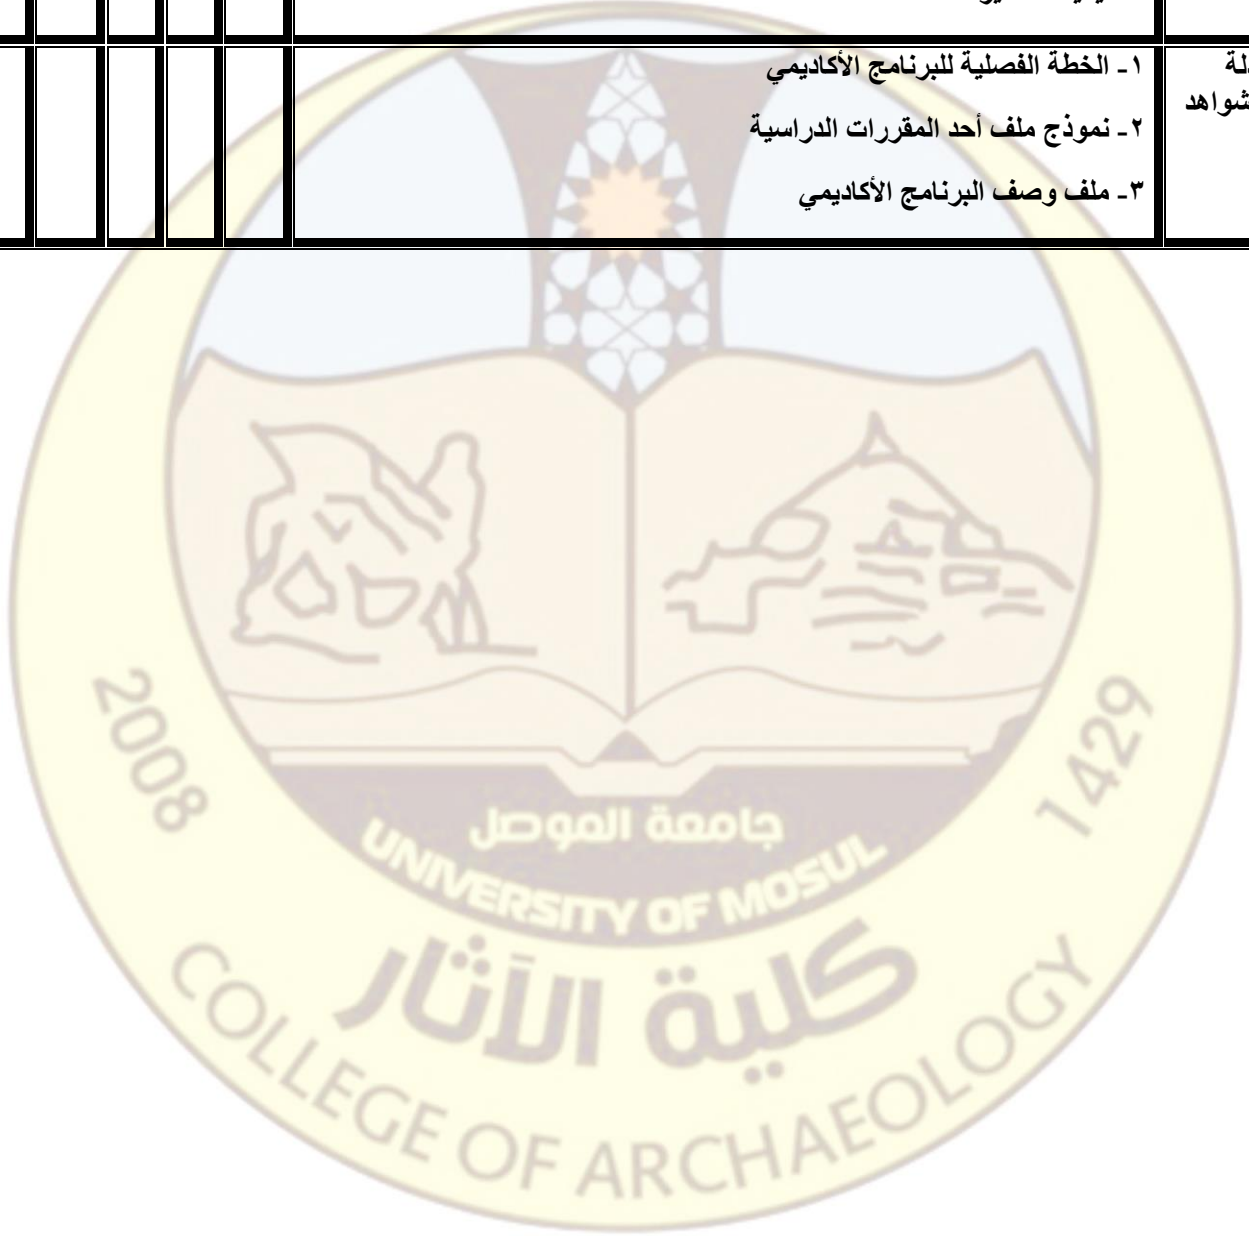 ١- الخطة الفصلية للبرنامج الأكاديمي
٢- نموذج ملف أحد المقررات الدراسية
٣- ملف وصف البرنامج الأكاديمي
2008
1429
جامعة الموصل
UNIVERSITY OF MOSUL
كلية الآثار
COLLEGE OF ARCHAEOLOGY